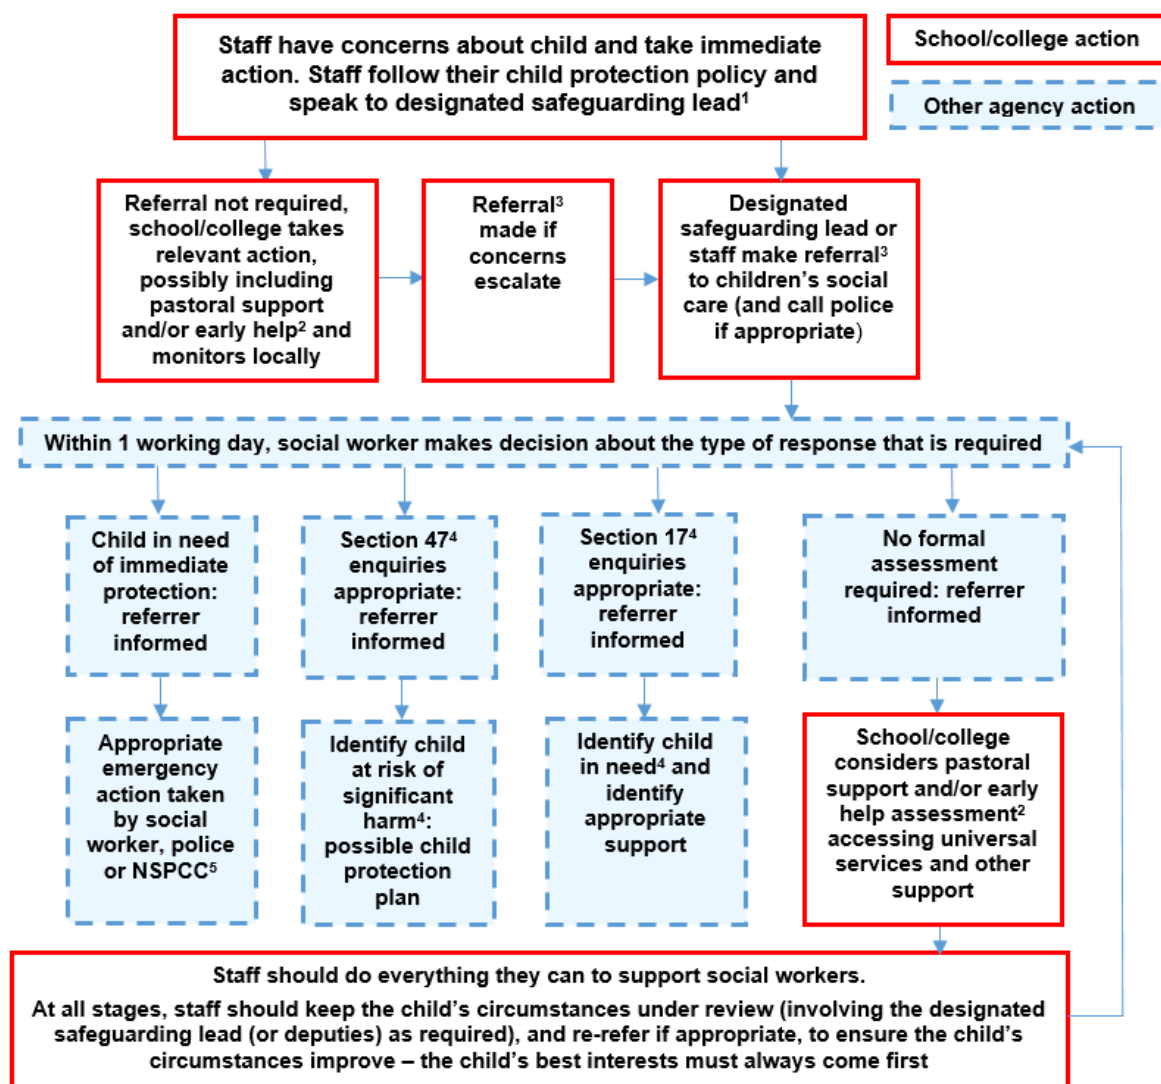 Staff have concerns about child and take immediate
action. Staff follow their child protection policy and
speak to designated safeguarding lead¹
School/college action
Other agency action
Referral not required,
school/college takes
relevant action,
possibly including
pastoral support
and/or early help² and
monitors locally
Referral³
made if
concerns
escalate
Designated
safeguarding lead or
staff make referral³
to children’s social
care (and call police
if appropriate)
Within 1 working day, social worker makes decision about the type of response that is required
Child in need
of immediate
protection:
referrer
informed
Section 47⁴
enquiries
appropriate:
referrer
informed
Section 17⁴
enquiries
appropriate:
referrer
informed
No formal
assessment
required: referrer
informed
Appropriate
emergency
action taken
by social
worker, police
or NSPCC⁵
Identify child
at risk of
significant
harm⁴:
possible child
protection
plan
Identify child
in need⁴ and
identify
appropriate
support
School/college
considers pastoral
support and/or early
help assessment²
accessing universal
services and other
support
Staff should do everything they can to support social workers.
At all stages, staff should keep the child’s circumstances under review (involving the designated
safeguarding lead (or deputies) as required), and re-refer if appropriate, to ensure the child’s
circumstances improve – the child’s best interests must always come first